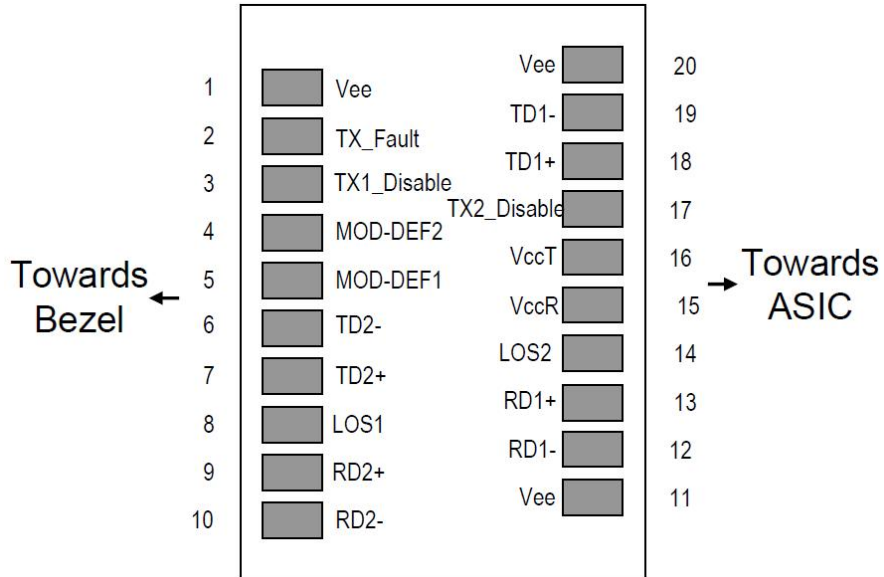 1 Vee
2 TX_Fault
3 TX1_Disable
4 MOD-DEF2
5 MOD-DEF1
6 TD2-
7 TD2+
8 LOS1
9 RD2+
10 RD2-
Vee 20
TD1- 19
TD1+ 18
TX2_Disable 17
VccT 16
VccR 15
LOS2 14
RD1+ 13
RD1- 12
Vee 11
Towards
Bezel
Towards
ASIC